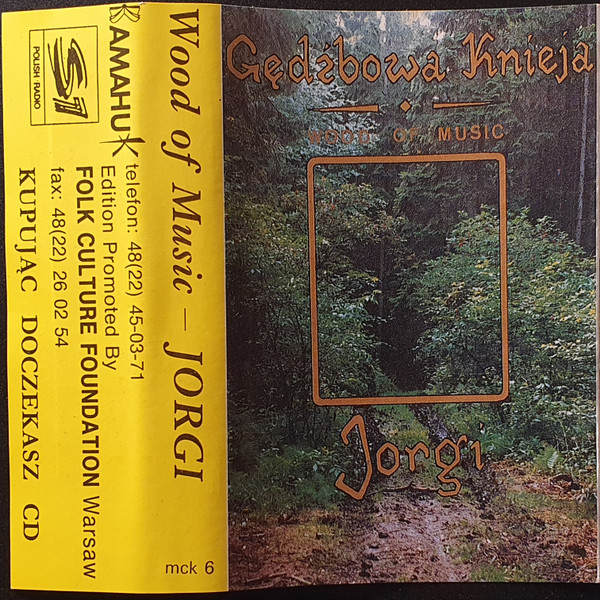 Wood of Music – JORGI
KAMAHUK
telefon: 48(22) 45-03-71
Edition Promoted By
FOLK CULTURE FOUNDATION Warsaw
fax: 48(22) 26 02 54
KUPUJĄC DOCZEKASZ CD
POLISH RADIO
mck 6
Gędźbowa Knieja
WOOD OF MUSIC
Jorgi